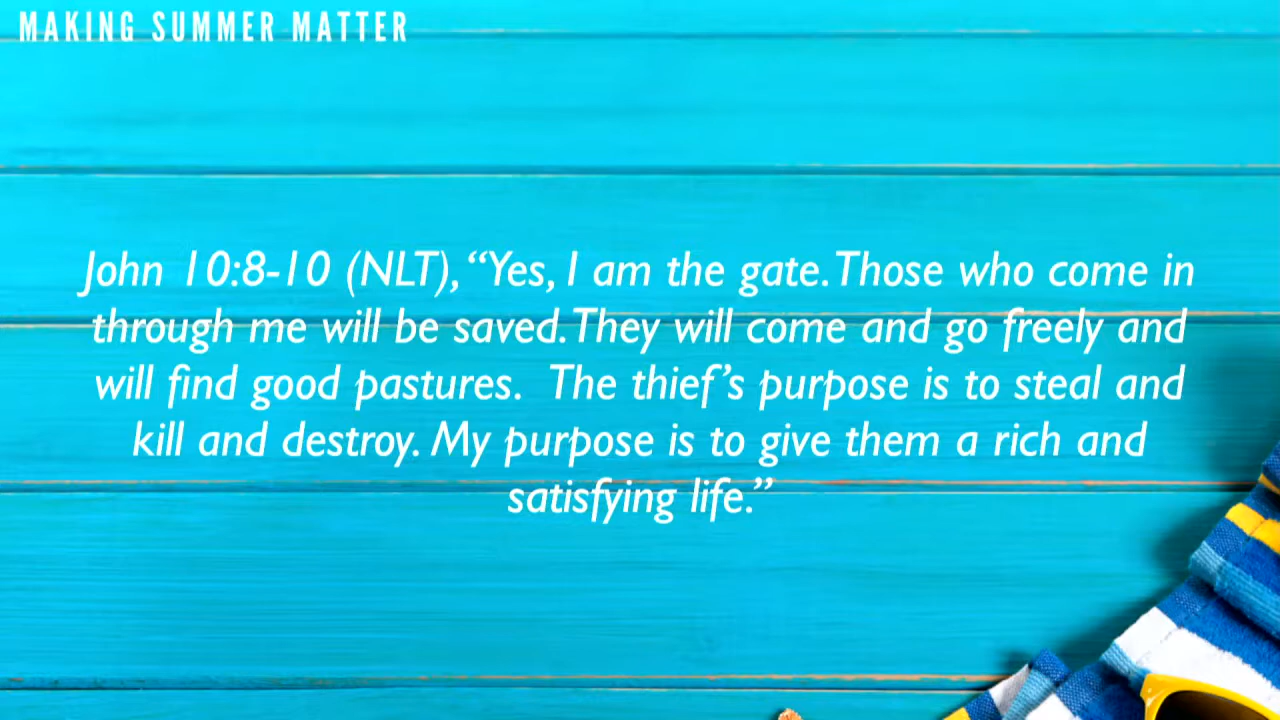 MAKING SUMMER MATTER
John 10:8-10 (NLT), “Yes, I am the gate. Those who come in
through me will be saved. They will come and go freely and
will find good pastures.  The thief’s purpose is to steal and
kill and destroy. My purpose is to give them a rich and
satisfying life.”